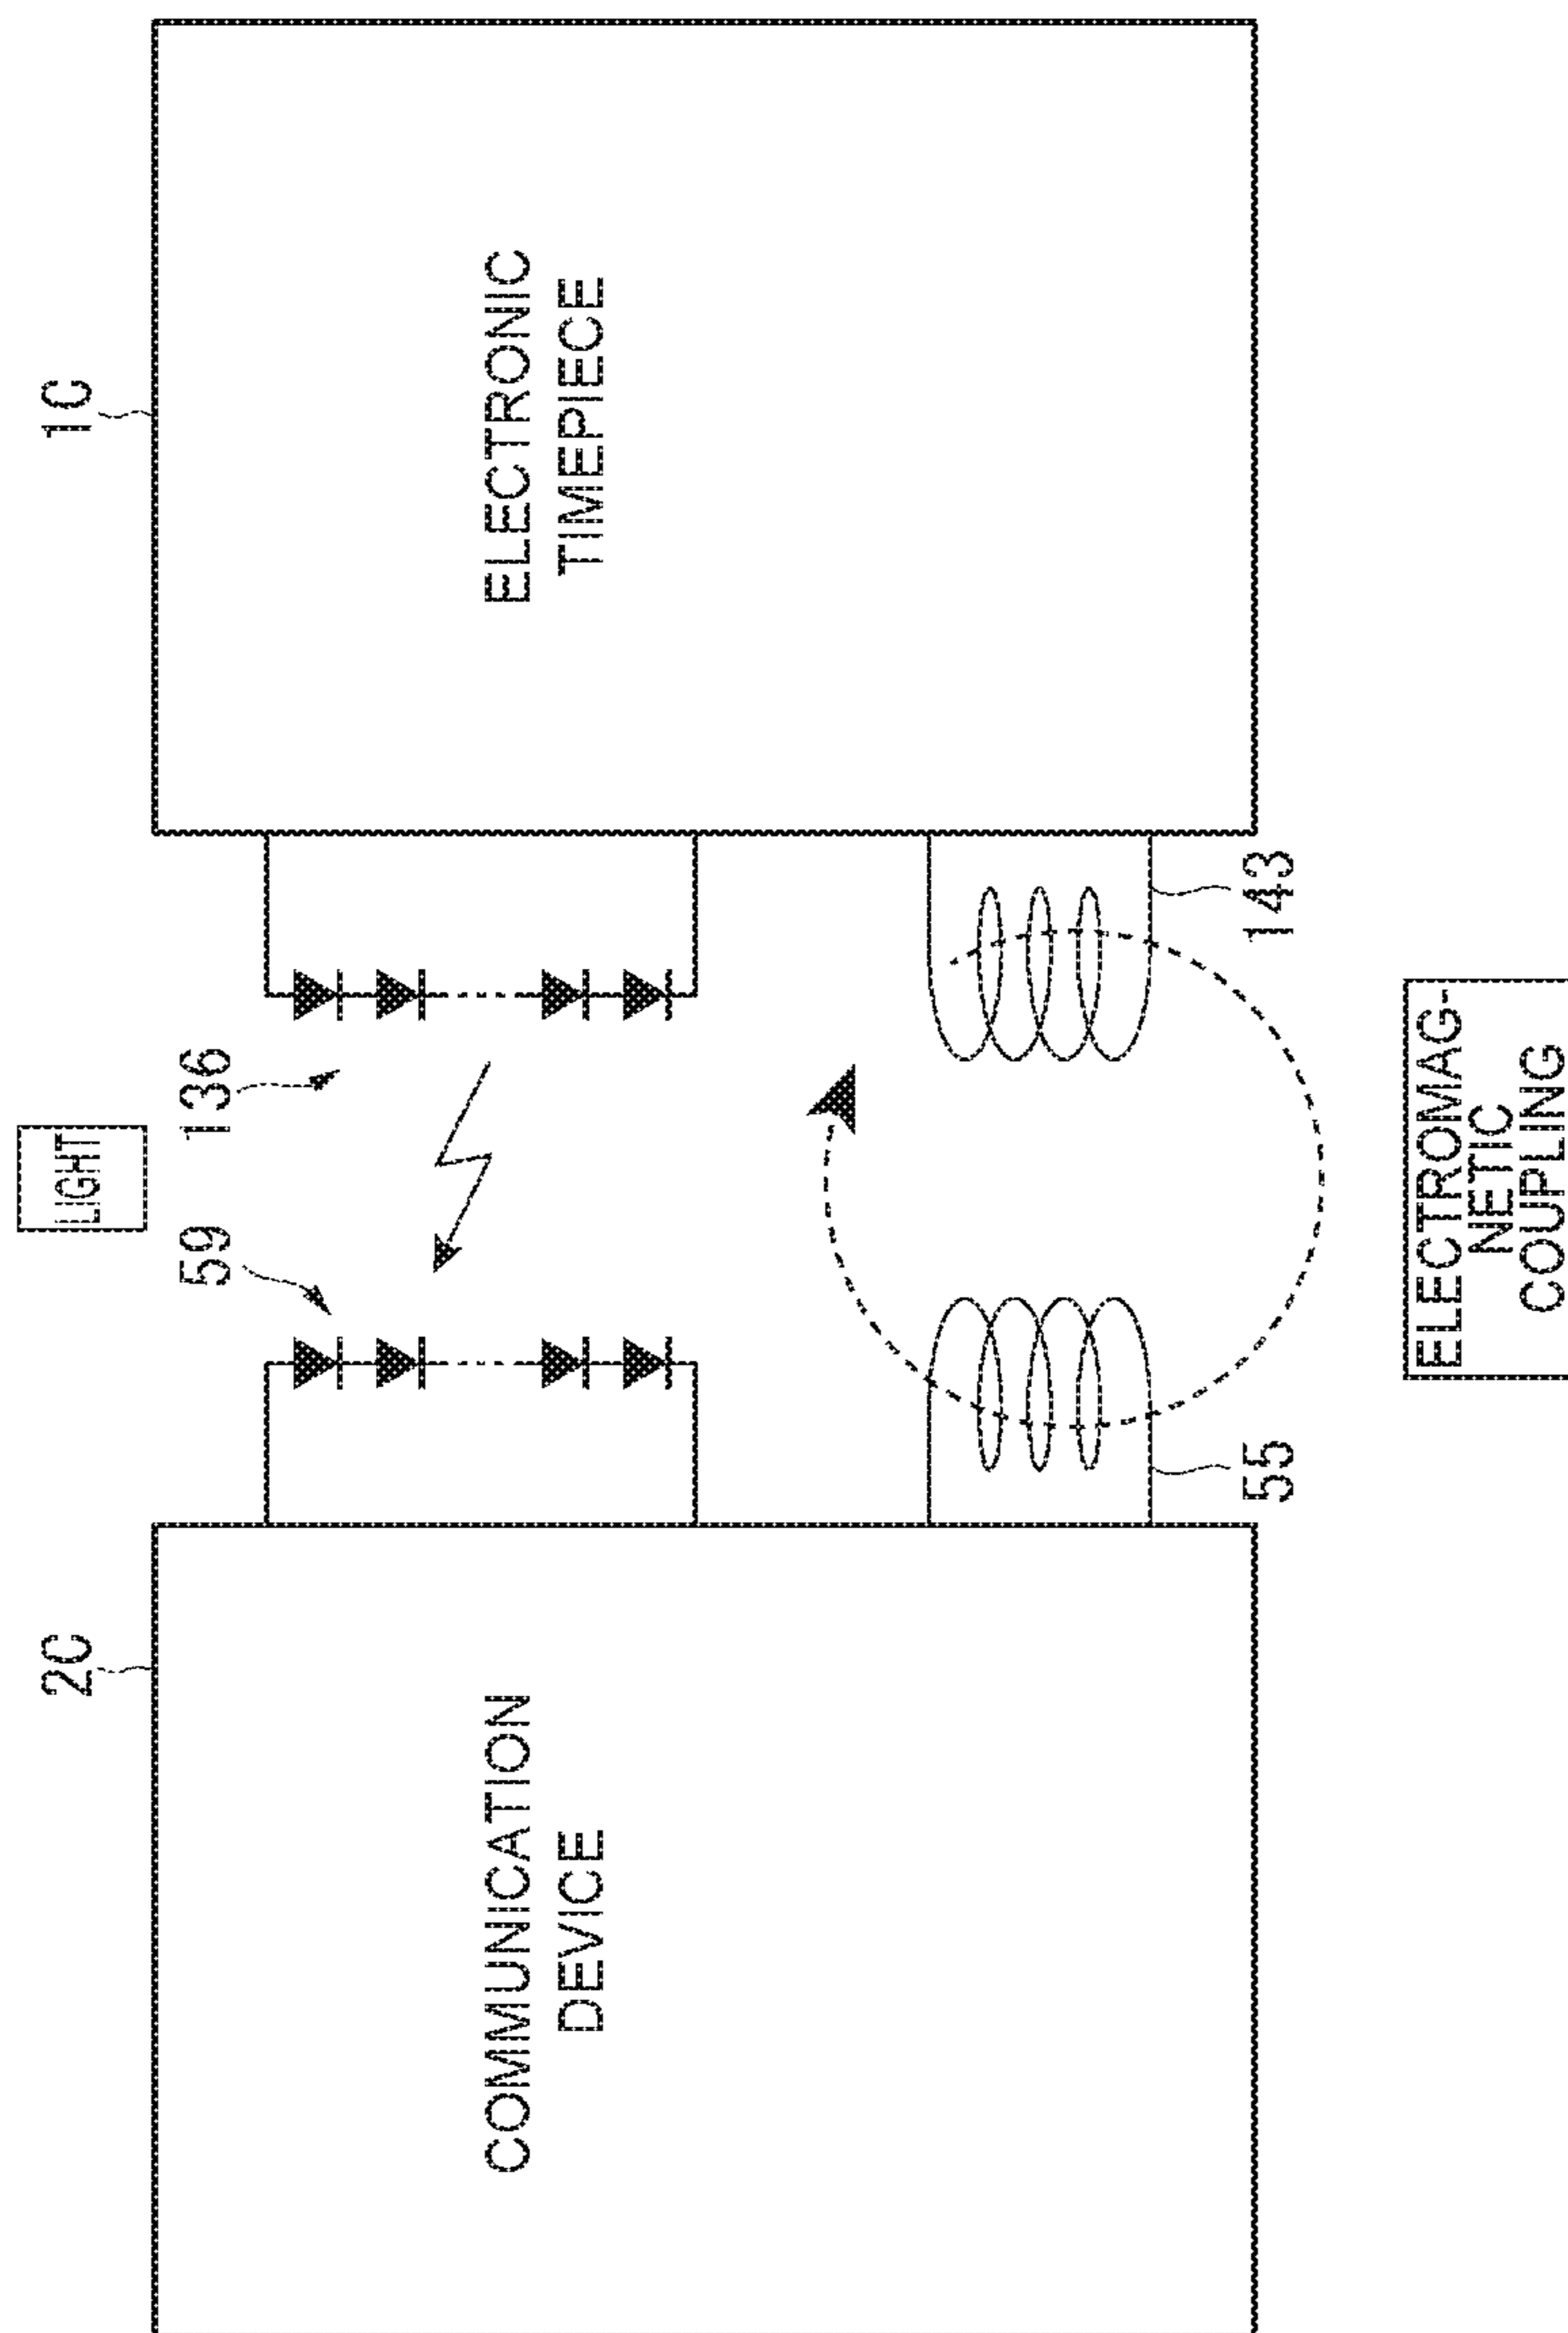 LIGHT
2C
1C
59
136
COMMUNICATION
DEVICE
ELECTRONIC
TIMEPIECE
55
143
ELECTROMAG-
NETIC
COUPLING